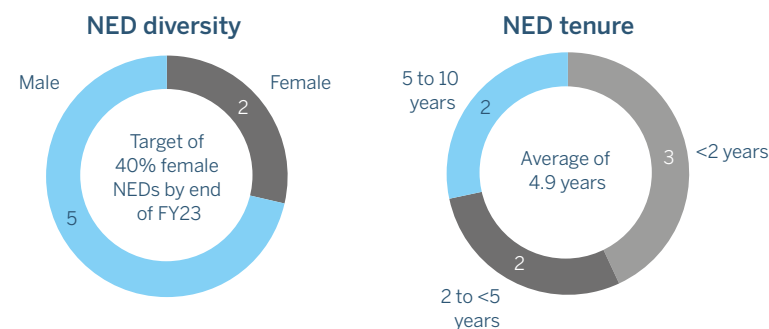 NED diversity
Male
Female
2
5
Target of
40% female
NEDs by end
of FY23
NED tenure
5 to 10
years
2
3
<2 years
Average of
4.9 years
2
2 to <5
years